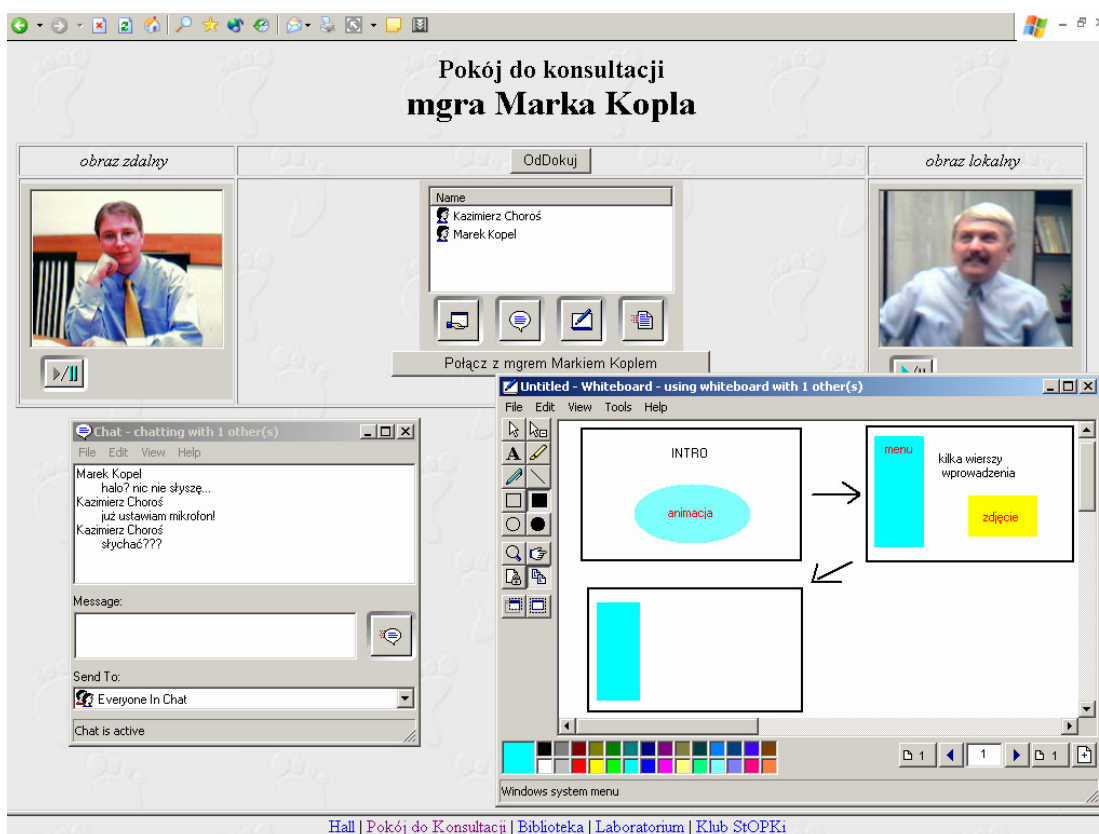 Pokój do konsultacji
mgra Marka Kopla
obraz zdalny
OdDokuj
obraz lokalny
Name
Kazimierz Choroś
Marek Kopel
Połącz z mgrem Markiem Koplem
Chat - chatting with 1 other(s)
File Edit View Help
Marek Kopel
halo? nic nie słyszę...
Kazimierz Choroś
już ustawiam mikrofon!
Kazimierz Choroś
słychać???
Message:
Send To:
Everyone In Chat
Chat is active
Untitled - Whiteboard - using whiteboard with 1 other(s)
File Edit View Tools Help
A
INTRO
animacja
menu
kilka wierszy
wprowadzenia
zdjęcie
1 1 1
Windows system menu
Hall | Pokój do Konsultacji | Biblioteka | Laboratorium | Klub StOPKi